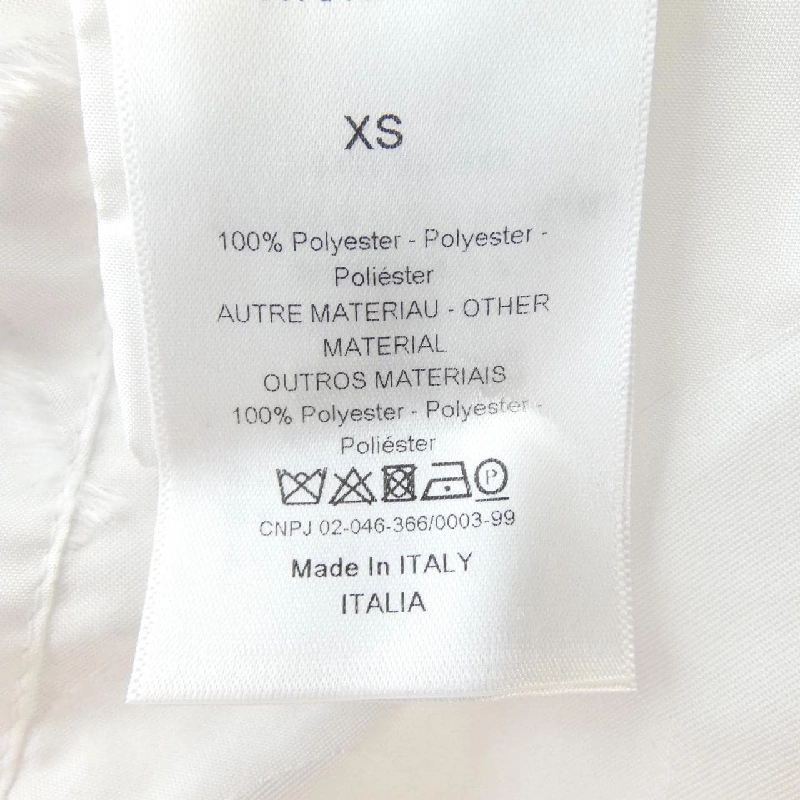 XS
100% Polyester - Polyester -
Poliéster
AUTRE MATERIAU - OTHER
MATERIAL
OUTROS MATERIAIS
100% Polyester - Polyester -
Poliéster
P
CNPJ 02-046-366/0003-99
Made In ITALY
ITALIA